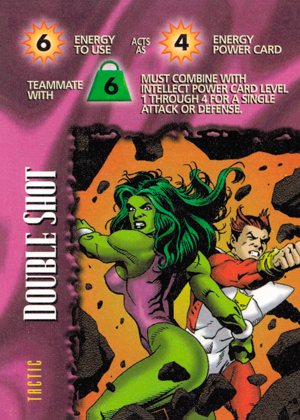 6 ENERGY TO USE ACTS AS 4 ENERGY POWER CARD
TEAMMATE WITH 6 MUST COMBINE WITH
INTELLECT POWER CARD LEVEL
1 THROUGH 4 FOR A SINGLE
ATTACK OR DEFENSE.
DOUBLE SHOT
TACTIC